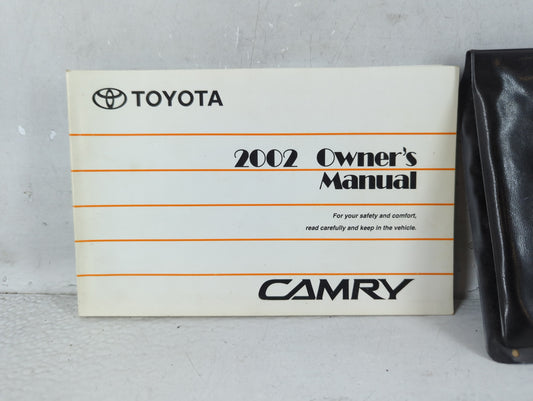 TOYOTA
2002 Owner's
Manual
For your safety and comfort,
read carefully and keep in the vehicle.
CAMRY